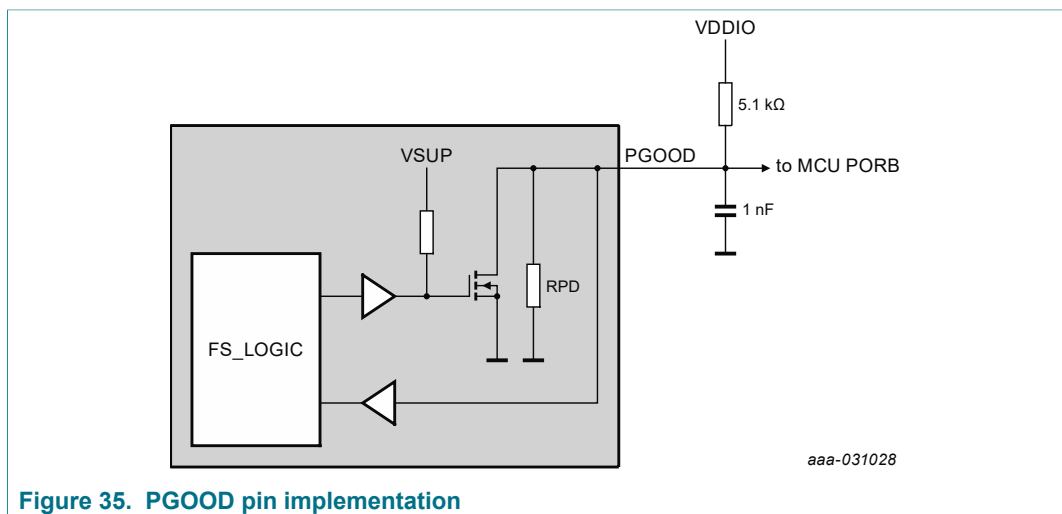 VDDIO
5.1 kΩ
VSUP
PGOOD
to MCU PORB
1 nF
RPD
FS_LOGIC
aaa-031028
Figure 35. PGOOD pin implementation